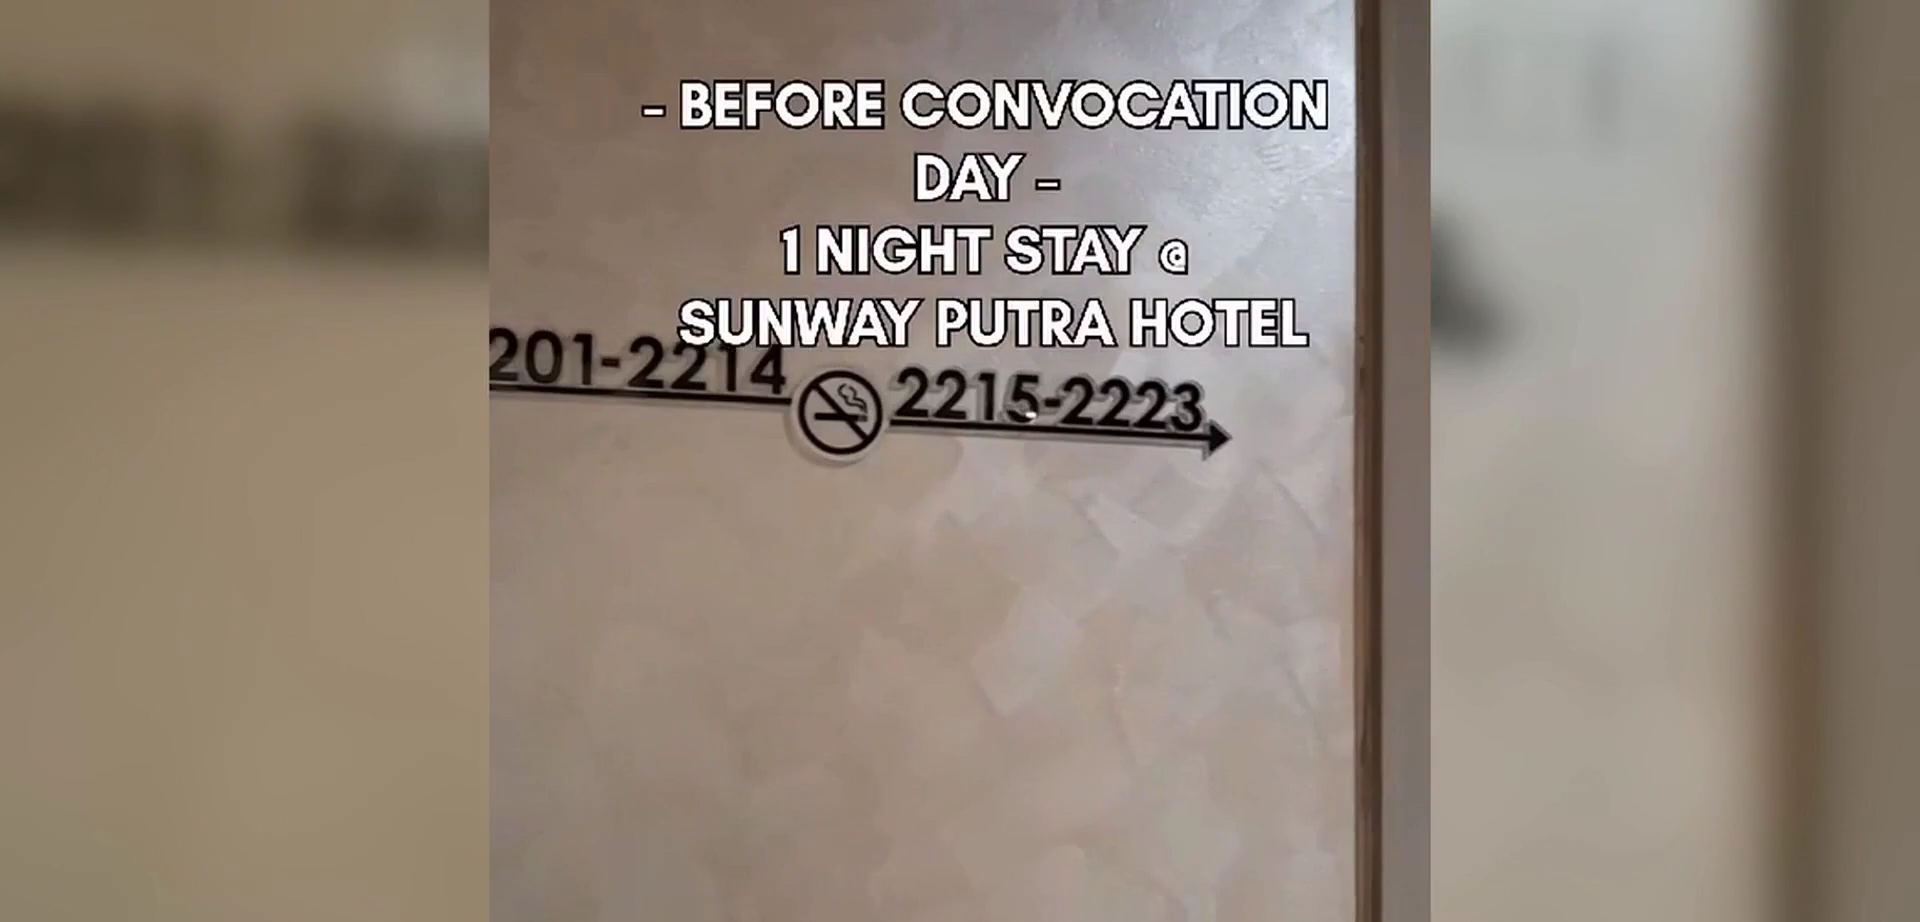 - BEFORE CONVOCATION
DAY -
1 NIGHT STAY @
SUNWAY PUTRA HOTEL
201-2214
2215-2223